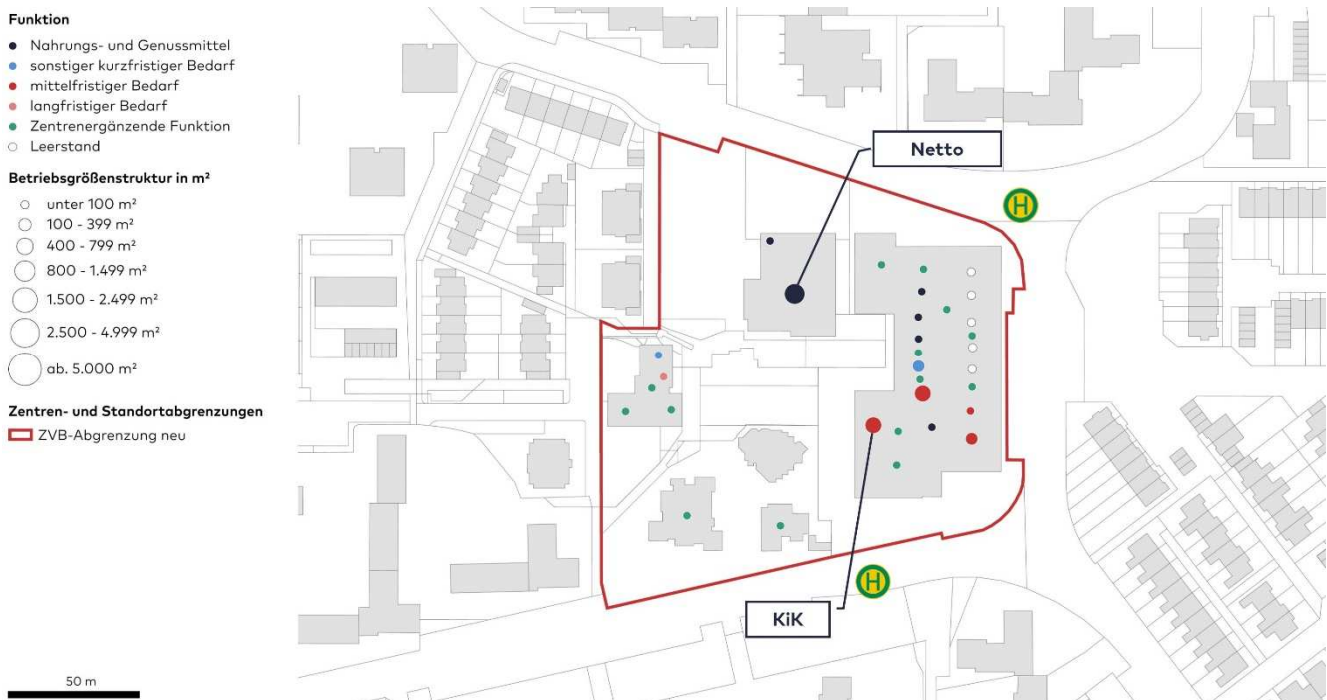 Funktion
Nahrungs- und Genussmittel
sonstiger kurzfristiger Bedarf
mittelfristiger Bedarf
langfristiger Bedarf
Zentrenergänzende Funktion
Leerstand
Betriebsgrößenstruktur in m²
unter 100 m²
100 - 399 m²
400 - 799 m²
800 - 1.499 m²
1.500 - 2.499 m²
2.500 - 4.999 m²
ab. 5.000 m²
Zentren- und Standortabgrenzungen
ZVB-Abgrenzung neu
50 m
Netto
H
H
KiK